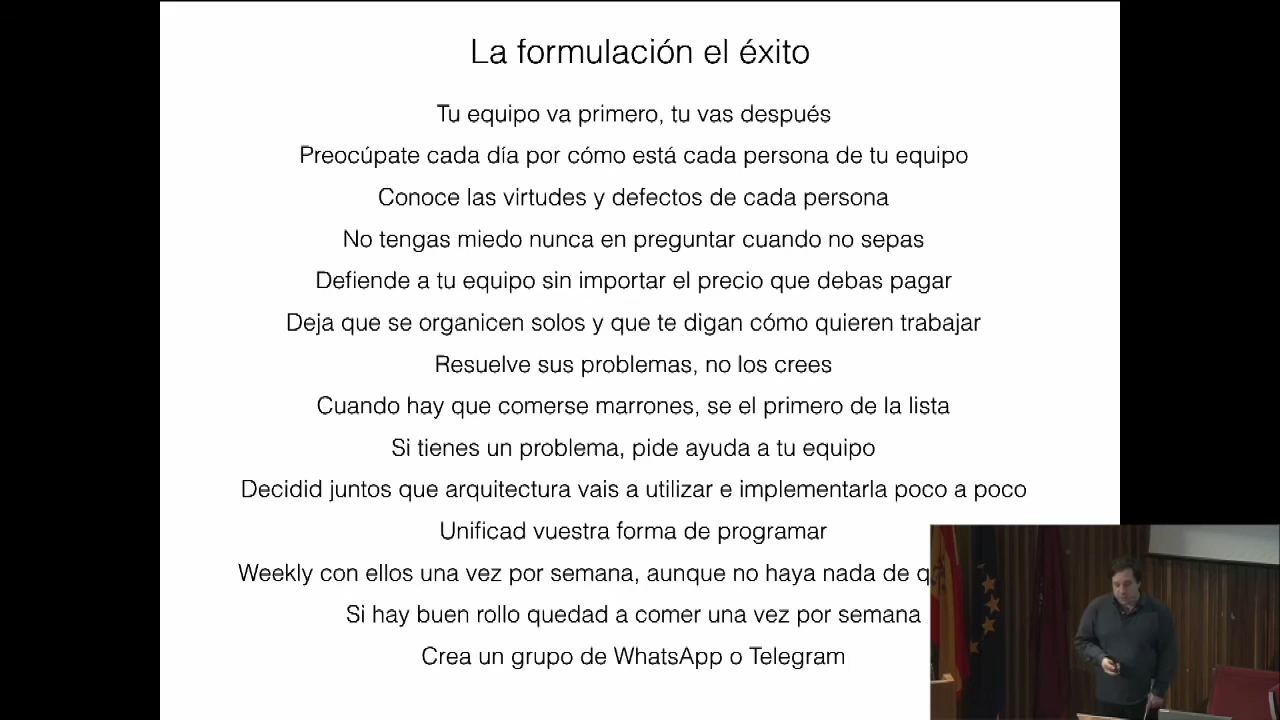 La formulación el éxito
Tu equipo va primero, tu vas después
Preocúpate cada día por cómo está cada persona de tu equipo
Conoce las virtudes y defectos de cada persona
No tengas miedo nunca en preguntar cuando no sepas
Defiende a tu equipo sin importar el precio que debas pagar
Deja que se organicen solos y que te digan cómo quieren trabajar
Resuelve sus problemas, no los crees
Cuando hay que comerse marrones, se el primero de la lista
Si tienes un problema, pide ayuda a tu equipo
Decidid juntos que arquitectura vais a utilizar e implementarla poco a poco
Unificad vuestra forma de programar
Weekly con ellos una vez por semana, aunque no haya nada de
Si hay buen rollo quedad a comer una vez por semana
Crea un grupo de WhatsApp o Telegram